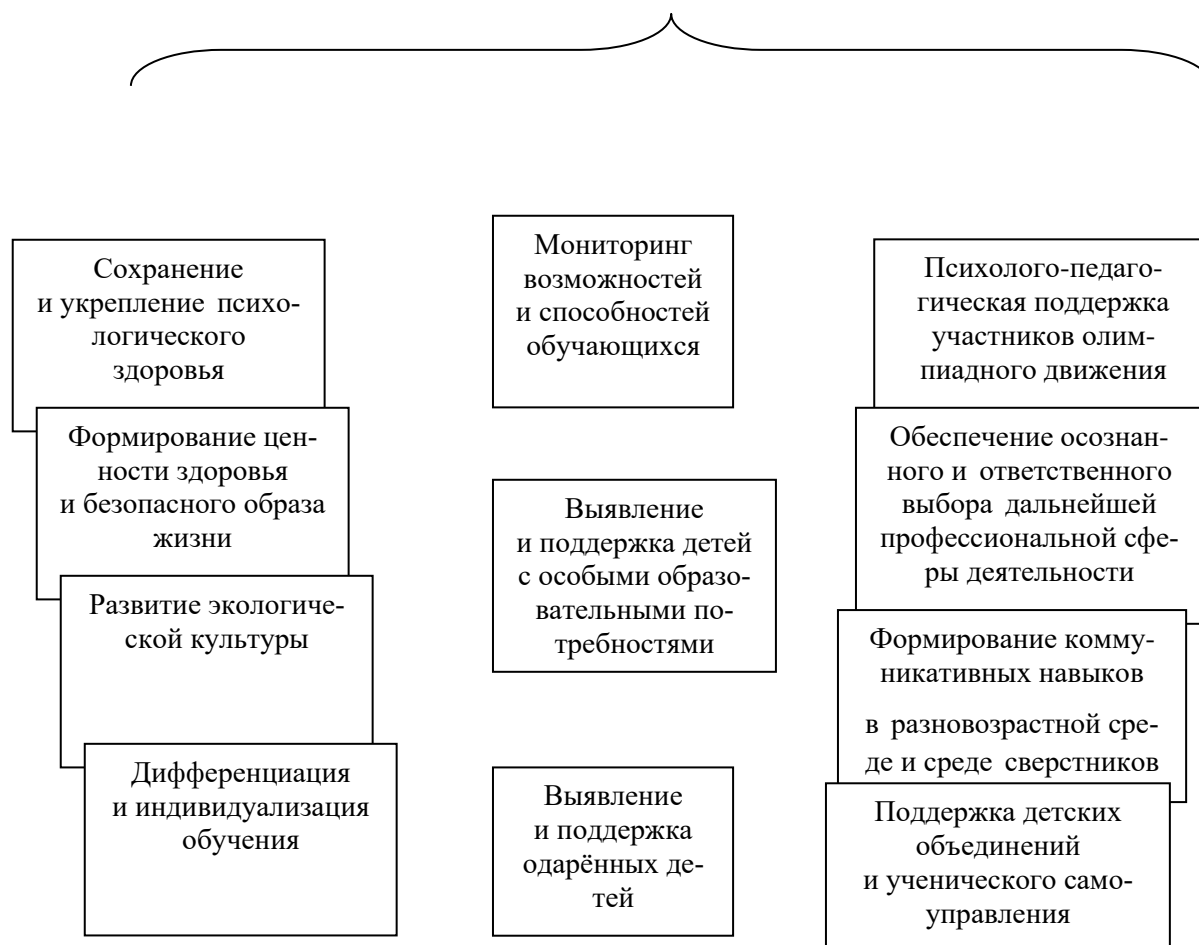 Сохранение
и укрепление психо-
логического
здоровья
Формирование цен-
ности здоровья
и безопасного образа
жизни
Развитие экологиче-
ской культуры
Дифференциация
и индивидуализация
обучения
Мониторинг
возможностей
и способностей
обучающихся
Выявление
и поддержка детей
с особыми образо-
вательными по-
требностями
Выявление
и поддержка
одарённых де-
тей
Психолого-педаго-
гическая поддержка
участников олим-
пиадного движения
Обеспечение осознан-
ного и ответственного
выбора дальнейшей
профессиональной сфе-
ры деятельности
Формирование комму-
никативных навыков
в разновозрастной сре-
де и среде сверстников
Поддержка детских
объединений
и ученического само-
управления